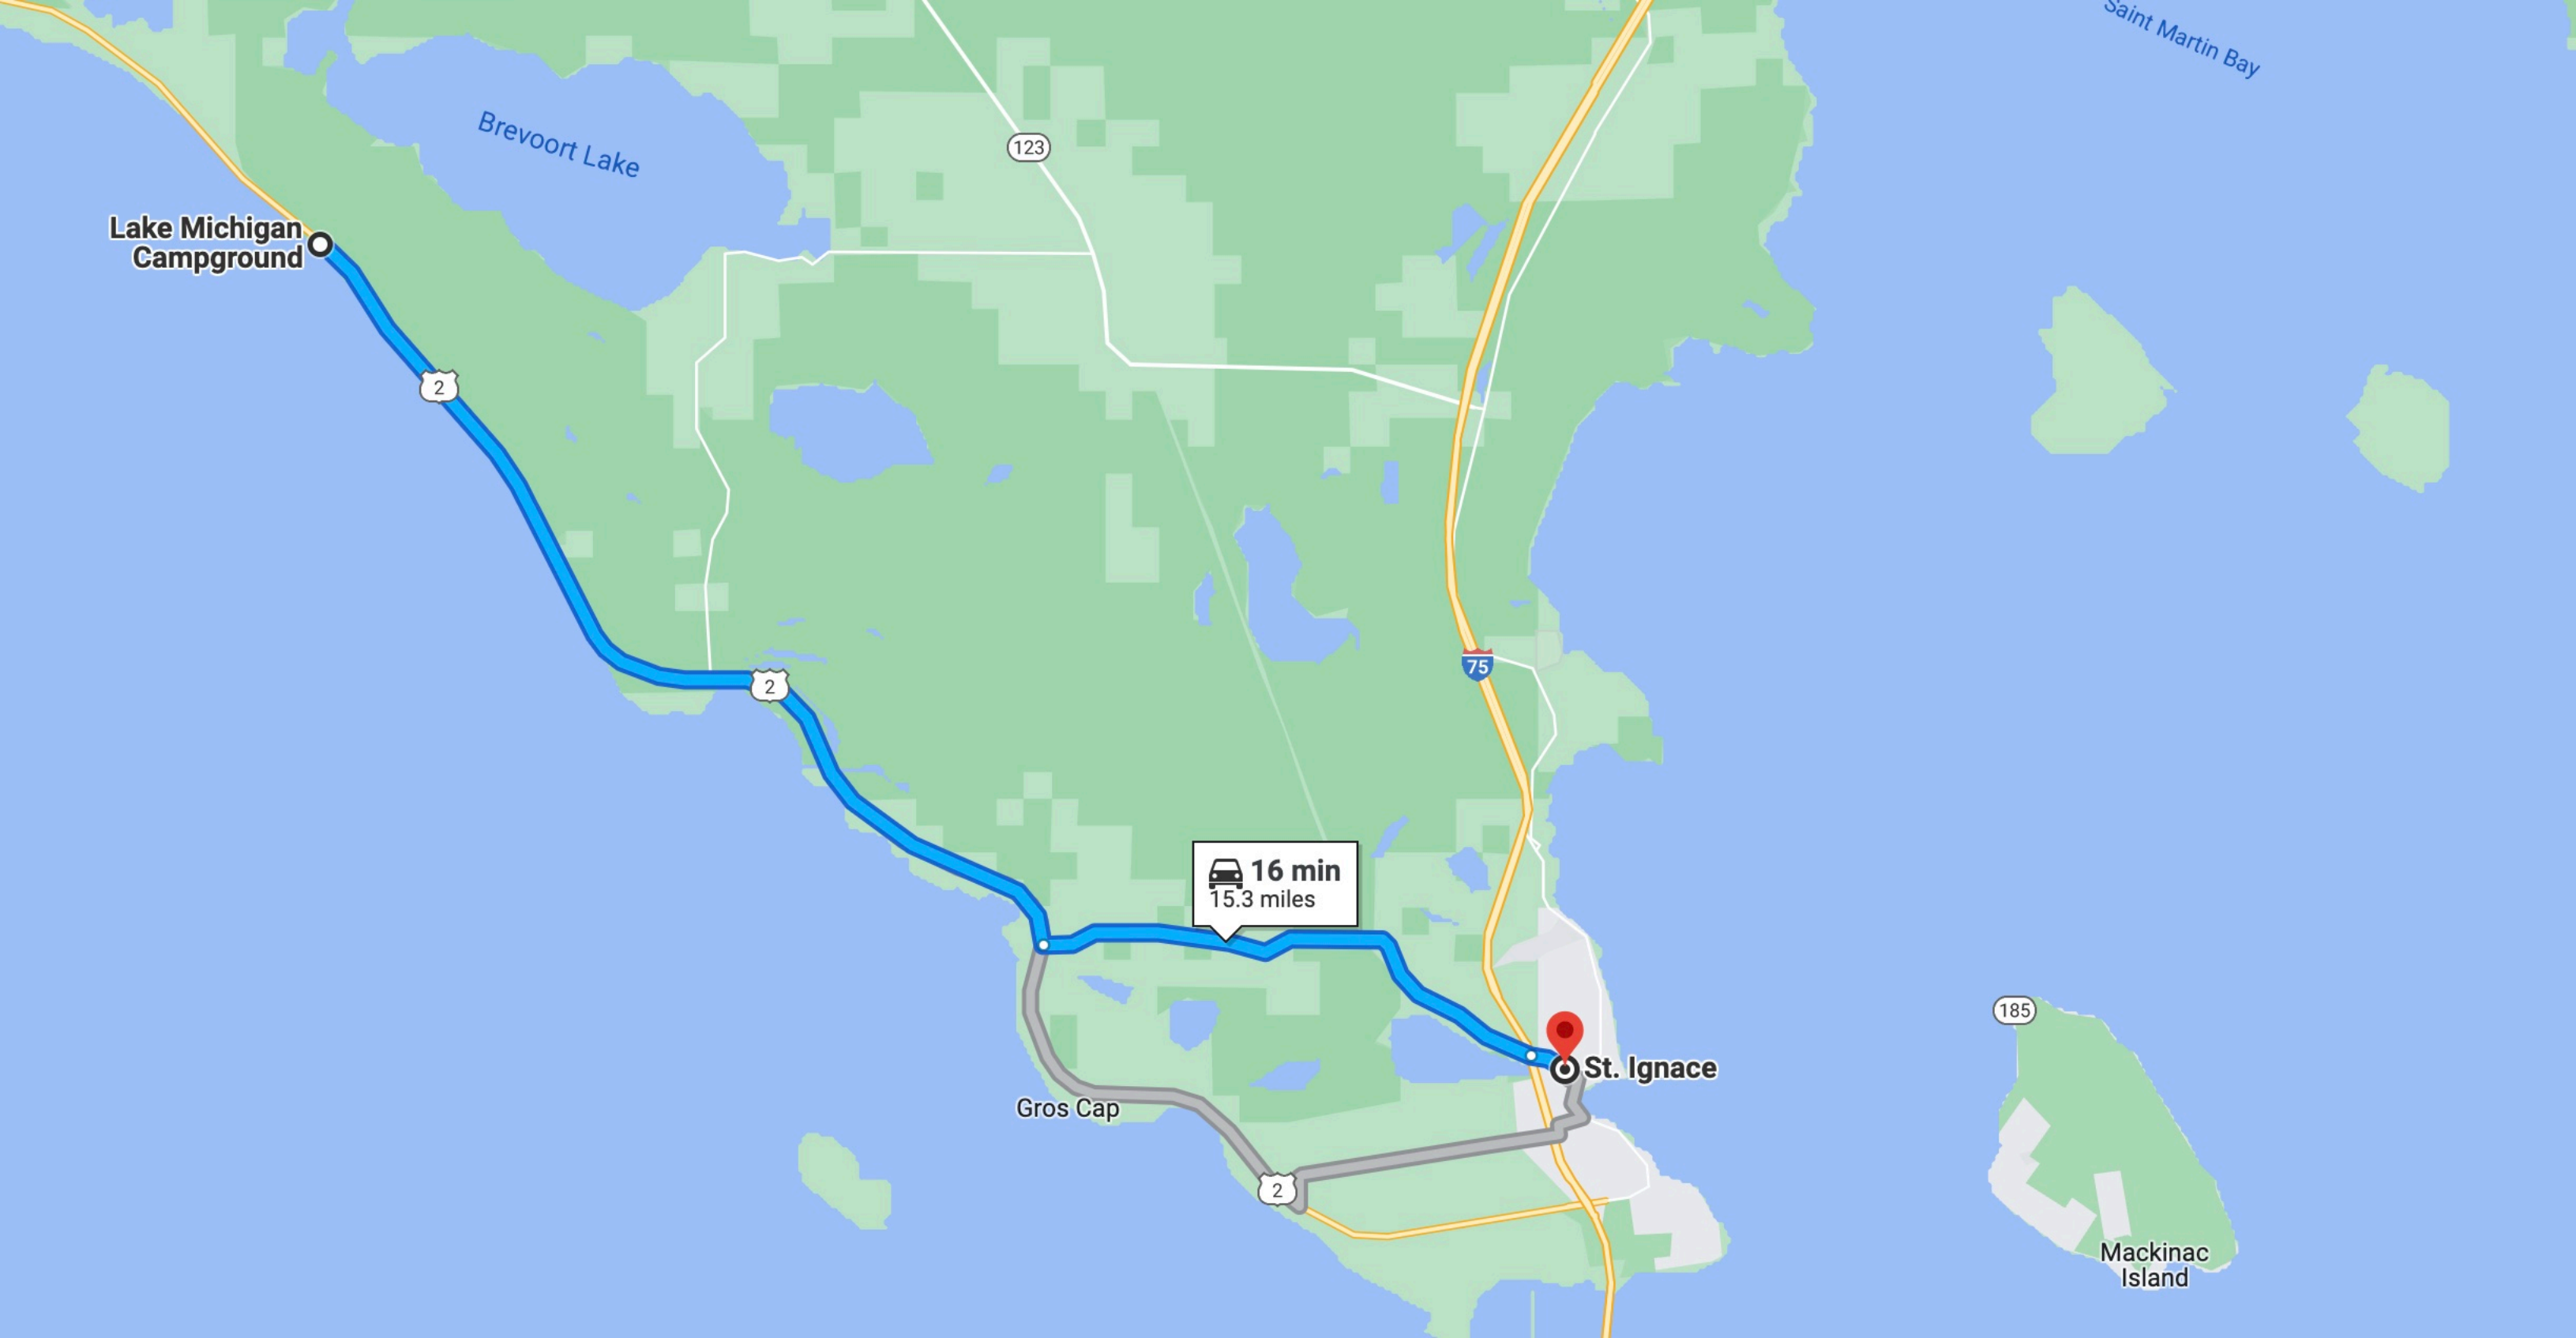 Saint Martin Bay
Brevoort Lake
123
Lake Michigan
Campground
2
75
2
16 min
15.3 miles
185
St. Ignace
Gros Cap
2
Mackinac
Island